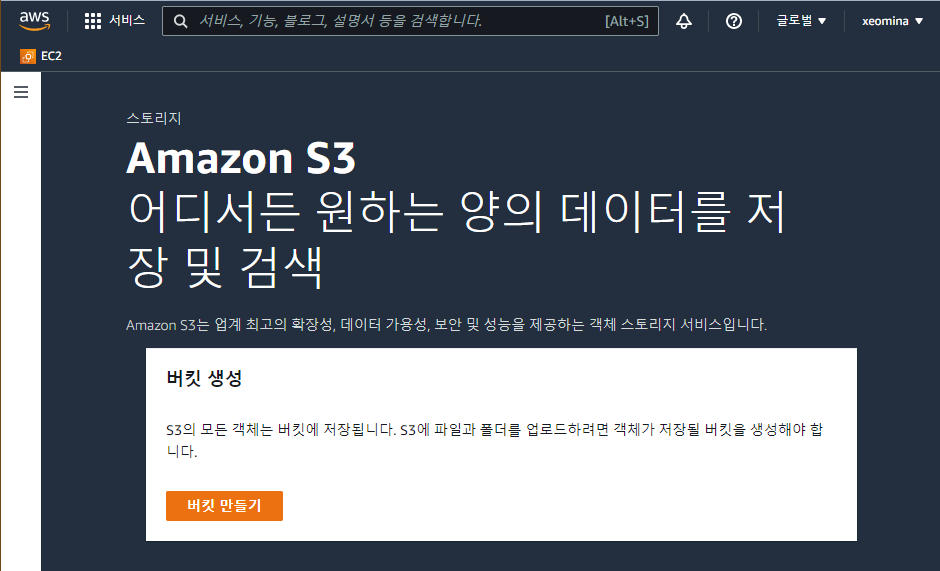 aws
서비스
서비스, 기능, 블로그, 설명서 등을 검색합니다.
[Alt+S]
글로벌
xeomina
EC2
스토리지
Amazon S3
어디서든 원하는 양의 데이터를 저
장 및 검색
Amazon S3는 업계 최고의 확장성, 데이터 가용성, 보안 및 성능을 제공하는 객체 스토리지 서비스입니다.
버킷 생성
S3의 모든 객체는 버킷에 저장됩니다. S3에 파일과 폴더를 업로드하려면 객체가 저장될 버킷을 생성해야 합
니다.
버킷 만들기